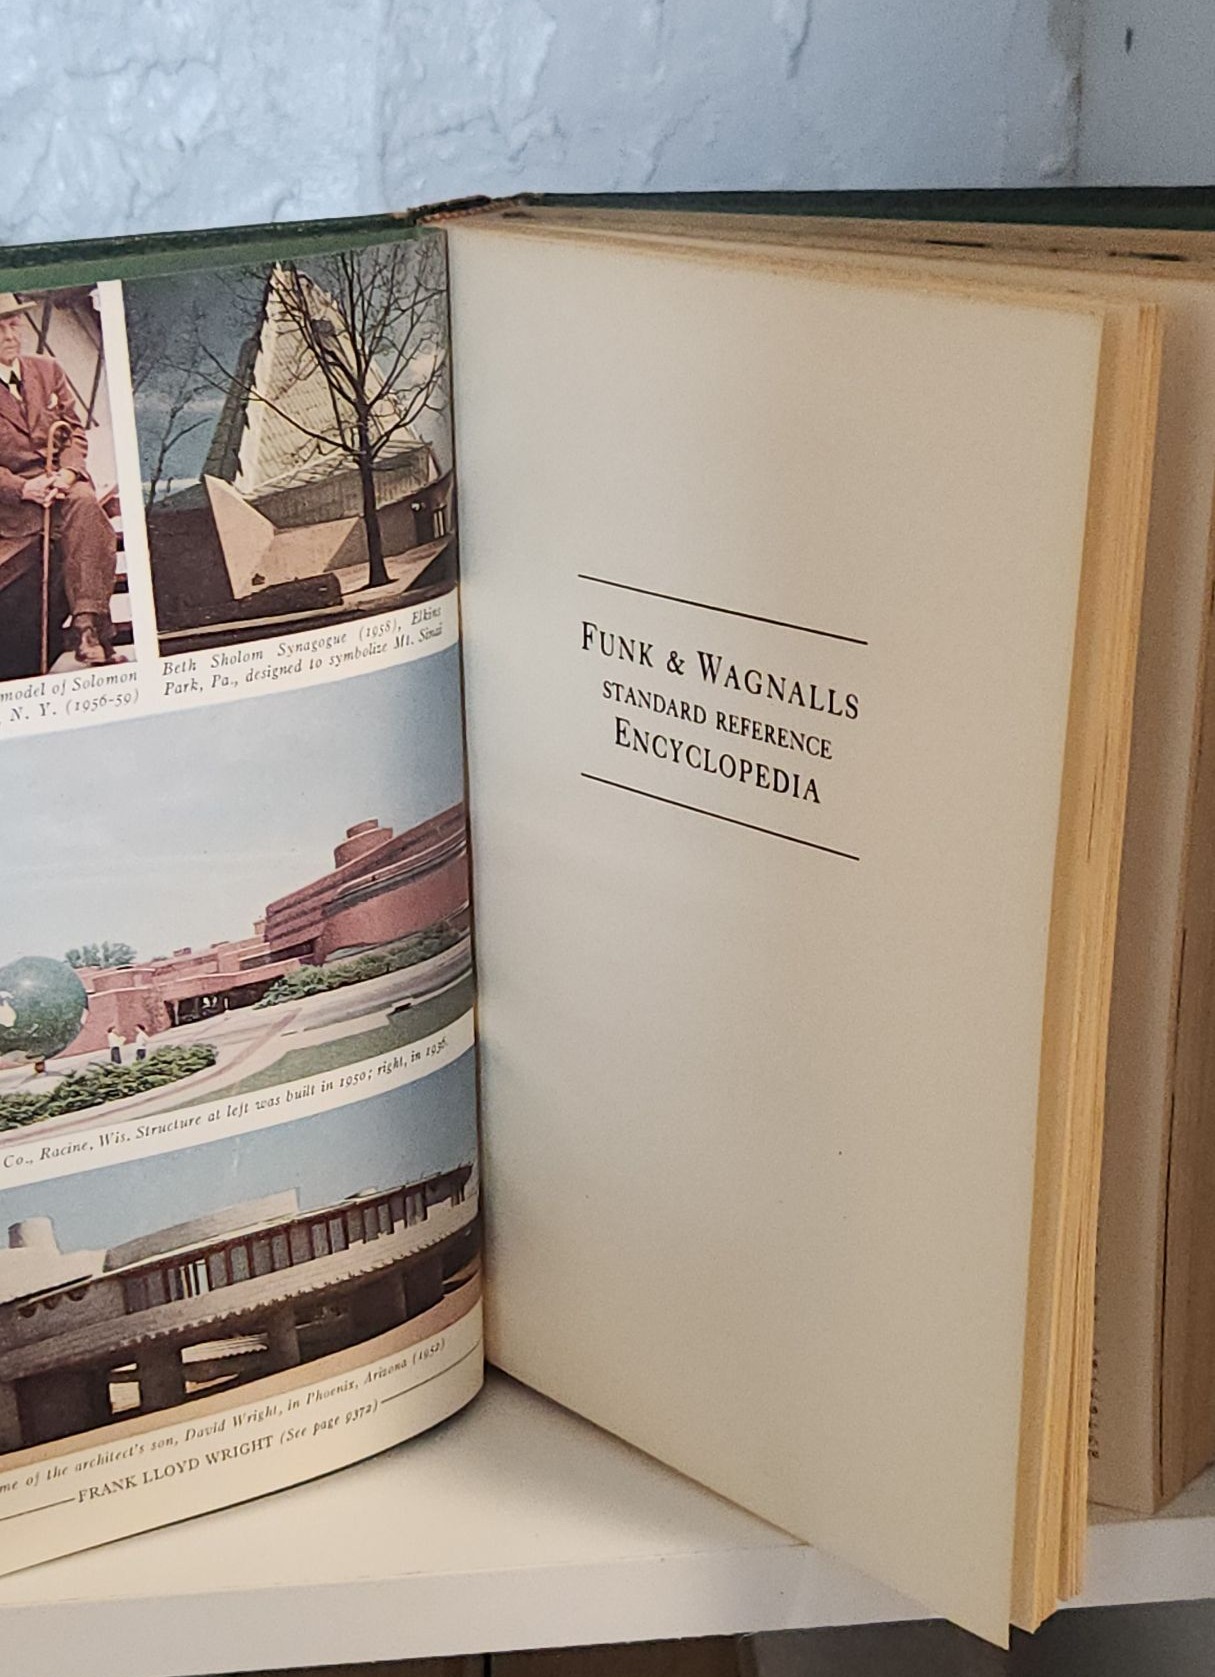 model of Solomon
N. Y. (1956-59)
Beth Sholom Synagogue (1958), Elkins
Park, Pa., designed to symbolize Mt. Sinai
Co., Racine, Wis. Structure at left was built in 1950; right, in 1936.
me of the architect's son, David Wright, in Phoenix, Arizona (1952)
FRANK LLOYD WRIGHT (See page 9372)
FUNK & WAGNALLS
STANDARD REFERENCE
ENCYCLOPEDIA